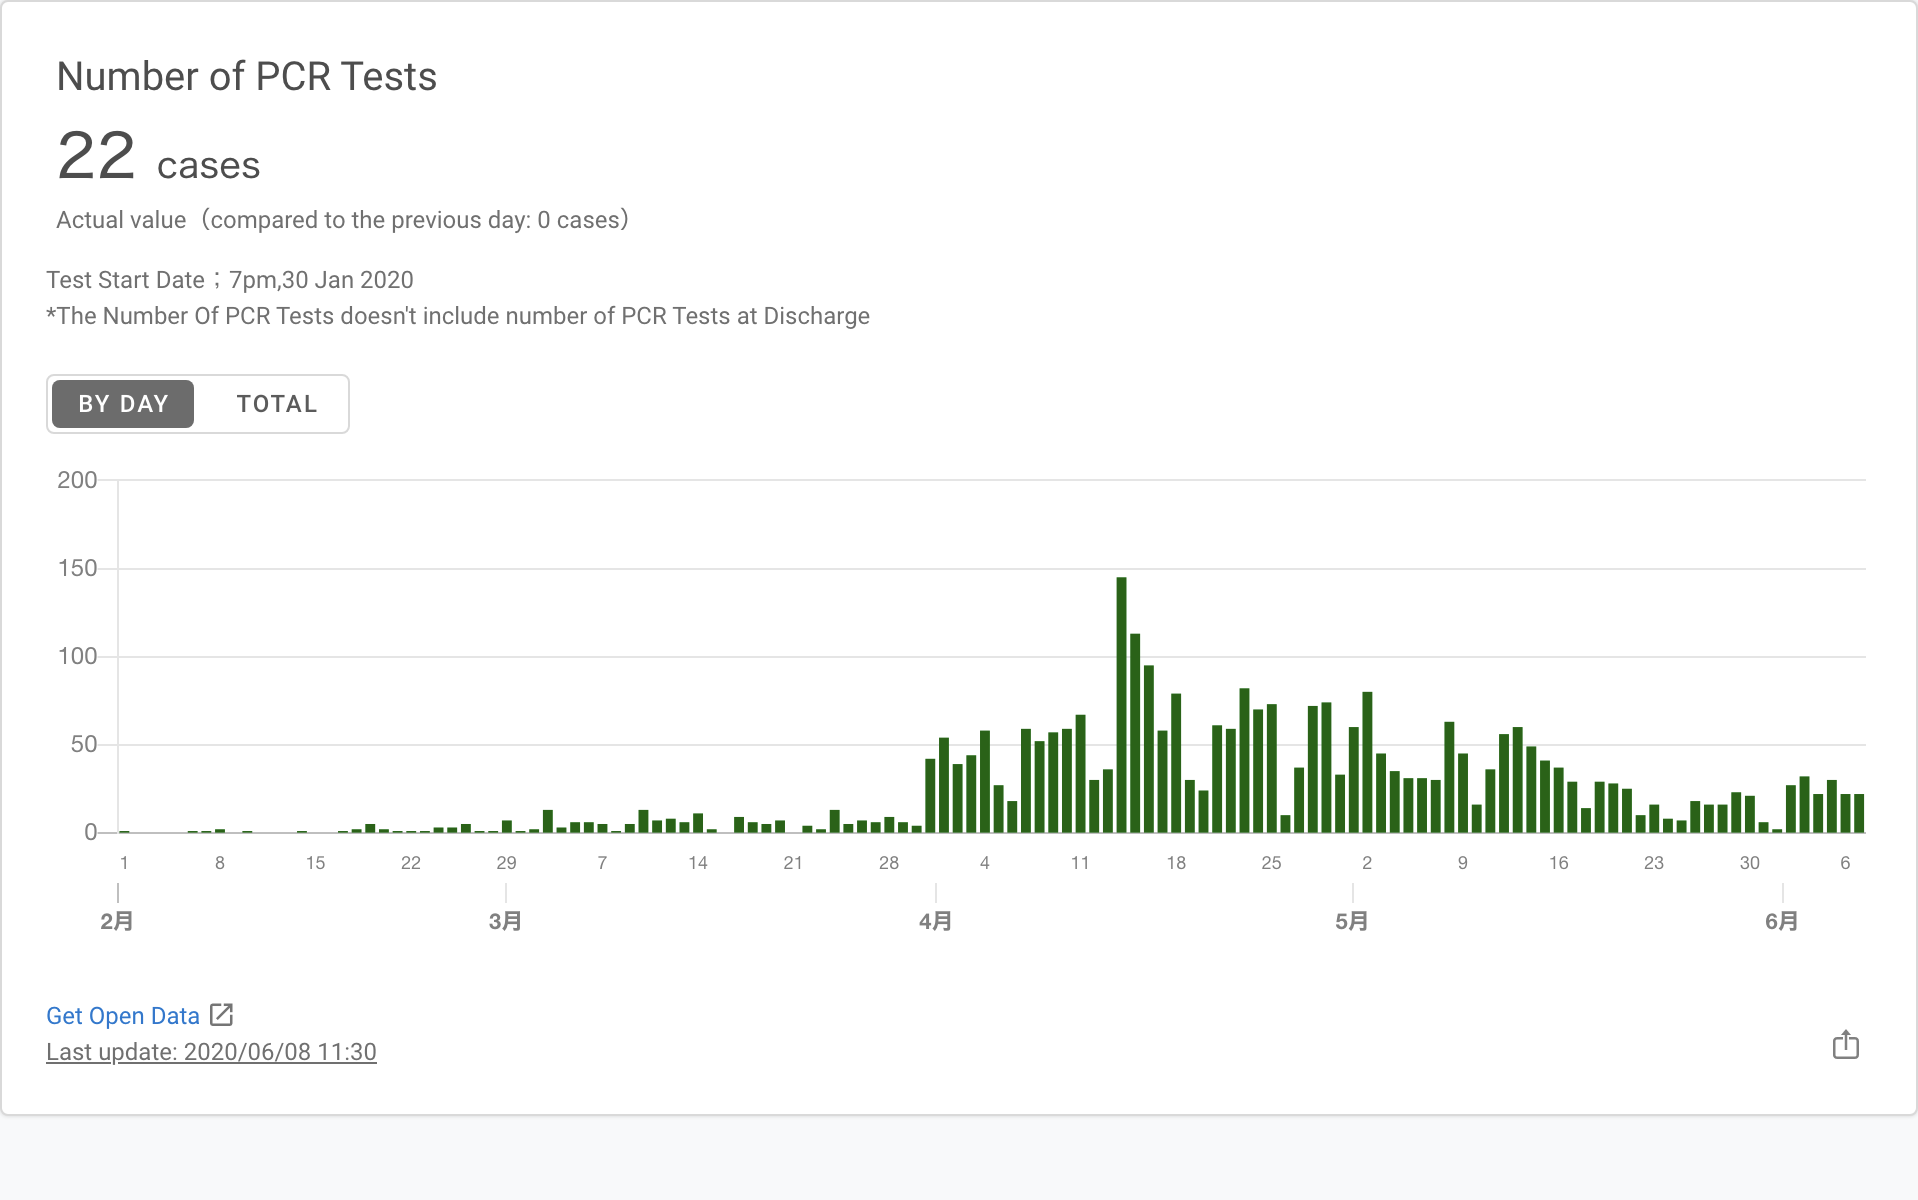 Number of PCR Tests
22 cases
Actual value（compared to the previous day: 0 cases）
Test Start Date；7pm,30 Jan 2020
*The Number Of PCR Tests doesn't include number of PCR Tests at Discharge
BY DAY TOTAL
200
150
100
50
0
1 8 15 22 29 7 14 21 28 4 11 18 25 2 9 16 23 30 6
2月 3月 4月 5月 6月
Get Open Data
Last update: 2020/06/08 11:30